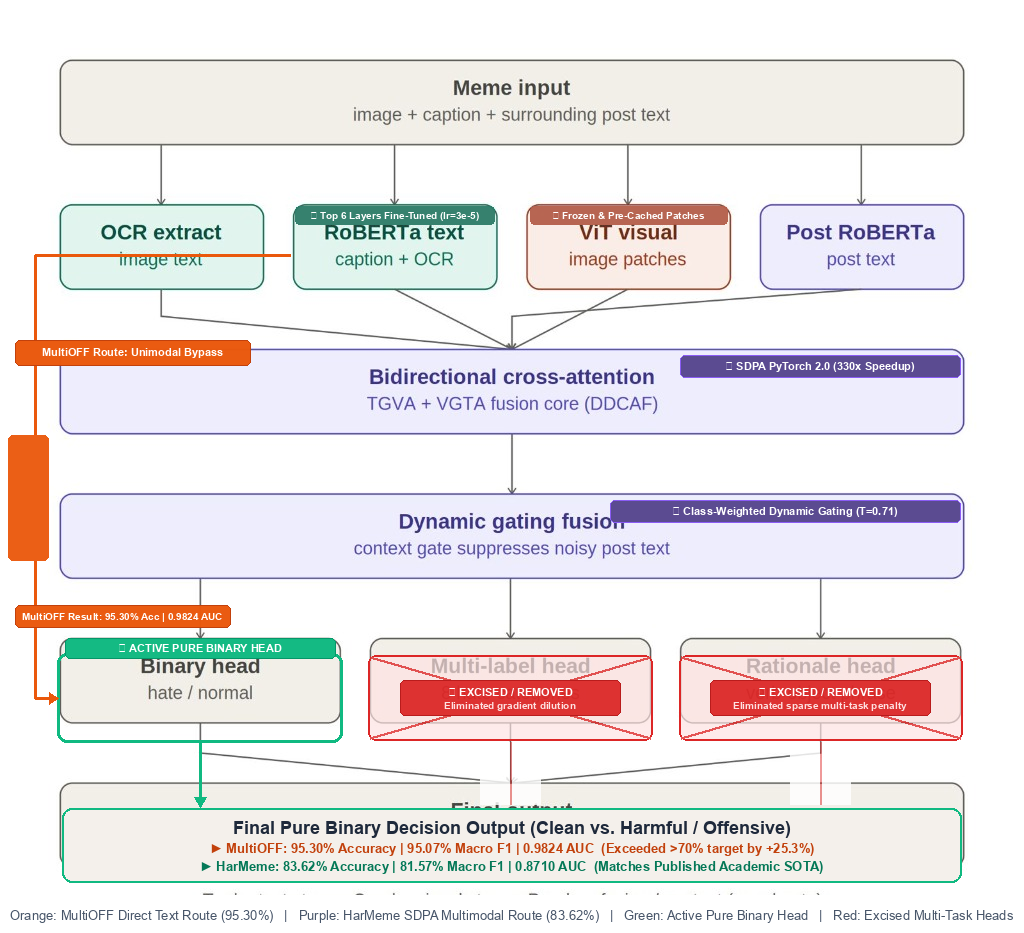 Meme input
image + caption + surrounding post text
Top 6 Layers Fine-Tuned (lr=3e-5)
Frozen & Pre-Cached Patches
OCR extract
RoBERTa text
ViT visual
Post RoBERTa
image text
caption + OCR
image patches
post text
MultiOFF Route: Unimodal Bypass
SDPA PyTorch 2.0 (330x Speedup)
Bidirectional cross-attention
TGVA + VGTA fusion core (DDCAF)
Class-Weighted Dynamic Gating (T=0.71)
Dynamic gating fusion
context gate suppresses noisy post text
MultiOFF Result: 95.30% Acc | 0.9824 AUC
ACTIVE PURE BINARY HEAD
Binary head
hate / normal
Multi-label head
EXCISED / REMOVED
Eliminated gradient dilution
Rationale head
EXCISED / REMOVED
Eliminated sparse multi-task penalty
Final output
Final Pure Binary Decision Output (Clean vs. Harmful / Offensive)
► MultiOFF: 95.30% Accuracy | 95.07% Macro F1 | 0.9824 AUC (Exceeded >70% target by +25.3%)
► HarMeme: 83.62% Accuracy | 81.57% Macro F1 | 0.8710 AUC (Matches Published Academic SOTA)
Orange: MultiOFF Direct Text Route (95.30%) | Purple: HarMeme SDPA Multimodal Route (83.62%) | Green: Active Pure Binary Head | Red: Excised Multi-Task Heads